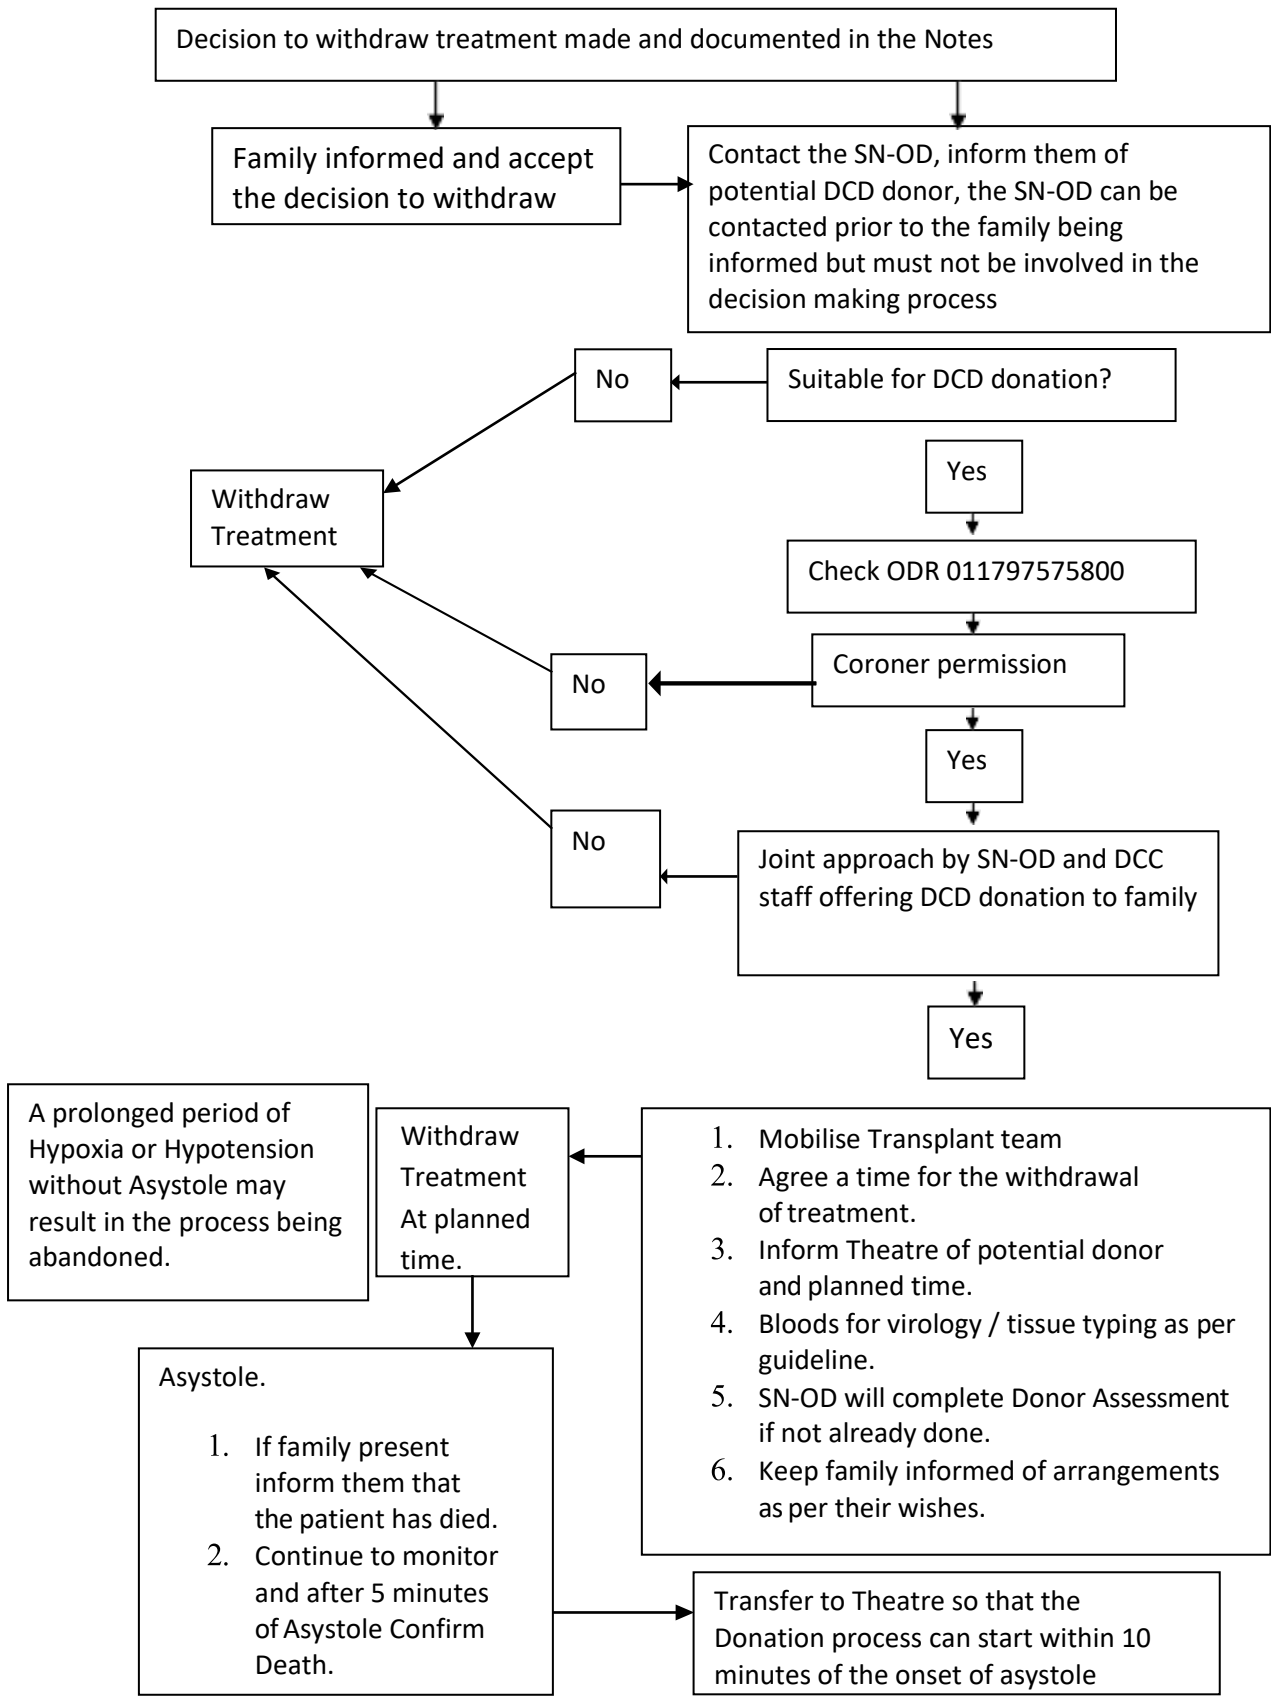 Decision to withdraw treatment made and documented in the Notes
Family informed and accept
the decision to withdraw
Contact the SN-OD, inform them of
potential DCD donor, the SN-OD can be
contacted prior to the family being
informed but must not be involved in the
decision making process
No
Suitable for DCD donation?
Yes
Withdraw
Treatment
Check ODR 011797575800
Coroner permission
No
Yes
No
Joint approach by SN-OD and DCC
staff offering DCD donation to family
Yes
A prolonged period of
Hypoxia or Hypotension
without Asystole may
result in the process being
abandoned.
Withdraw
Treatment
At planned
time.
1. Mobilise Transplant team
2. Agree a time for the withdrawal
of treatment.
3. Inform Theatre of potential donor
and planned time.
4. Bloods for virology / tissue typing as per
guideline.
5. SN-OD will complete Donor Assessment
if not already done.
6. Keep family informed of arrangements
as per their wishes.
Asystole.
1. If family present
inform them that
the patient has died.
2. Continue to monitor
and after 5 minutes
of Asystole Confirm
Death.
Transfer to Theatre so that the
Donation process can start within 10
minutes of the onset of asystole